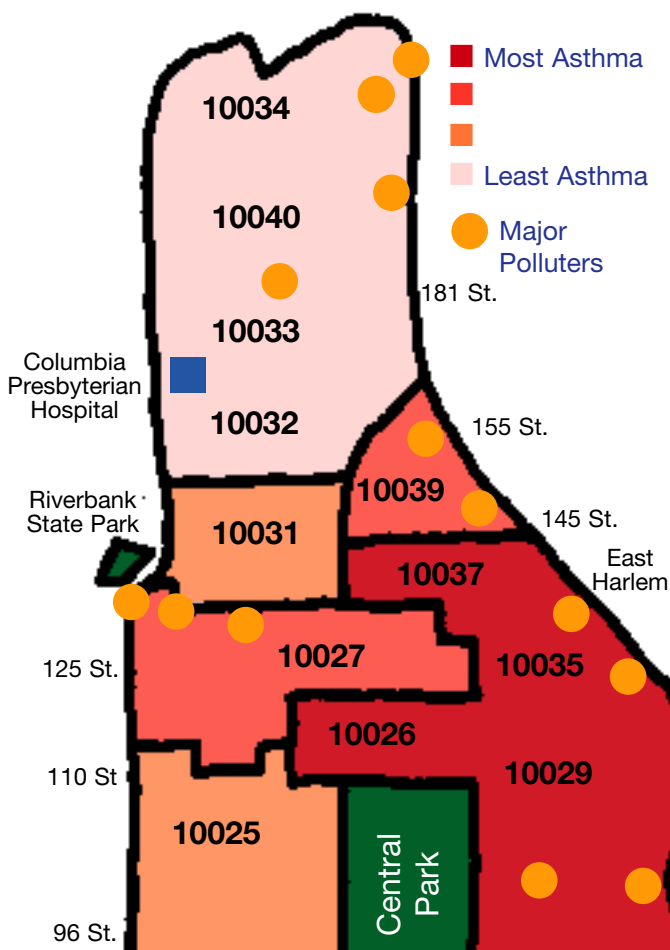 Most Asthma
10034
Least Asthma
10040
Major
Polluters
181 St.
10033
Columbia
Presbyterian
Hospital
10032
155 St.
10039
Riverbank
State Park
145 St.
10031
East
Harlem
10037
125 St.
10027
10035
10026
110 St
10029
10025
Central
Park
96 St.